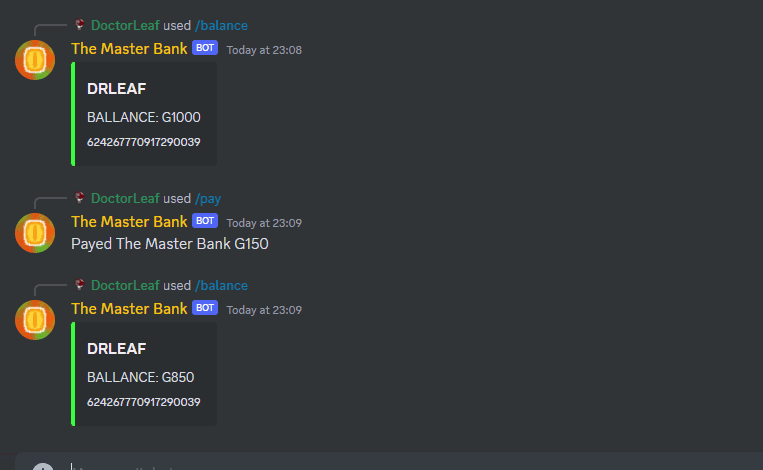 DoctorLeaf used /balance
The Master Bank BOT Today at 23:08
DRLEAF
BALLANCE: G1000
624267770917290039
DoctorLeaf used /pay
The Master Bank BOT Today at 23:09
Payed The Master Bank G150
DoctorLeaf used /balance
The Master Bank BOT Today at 23:09
DRLEAF
BALLANCE: G850
624267770917290039